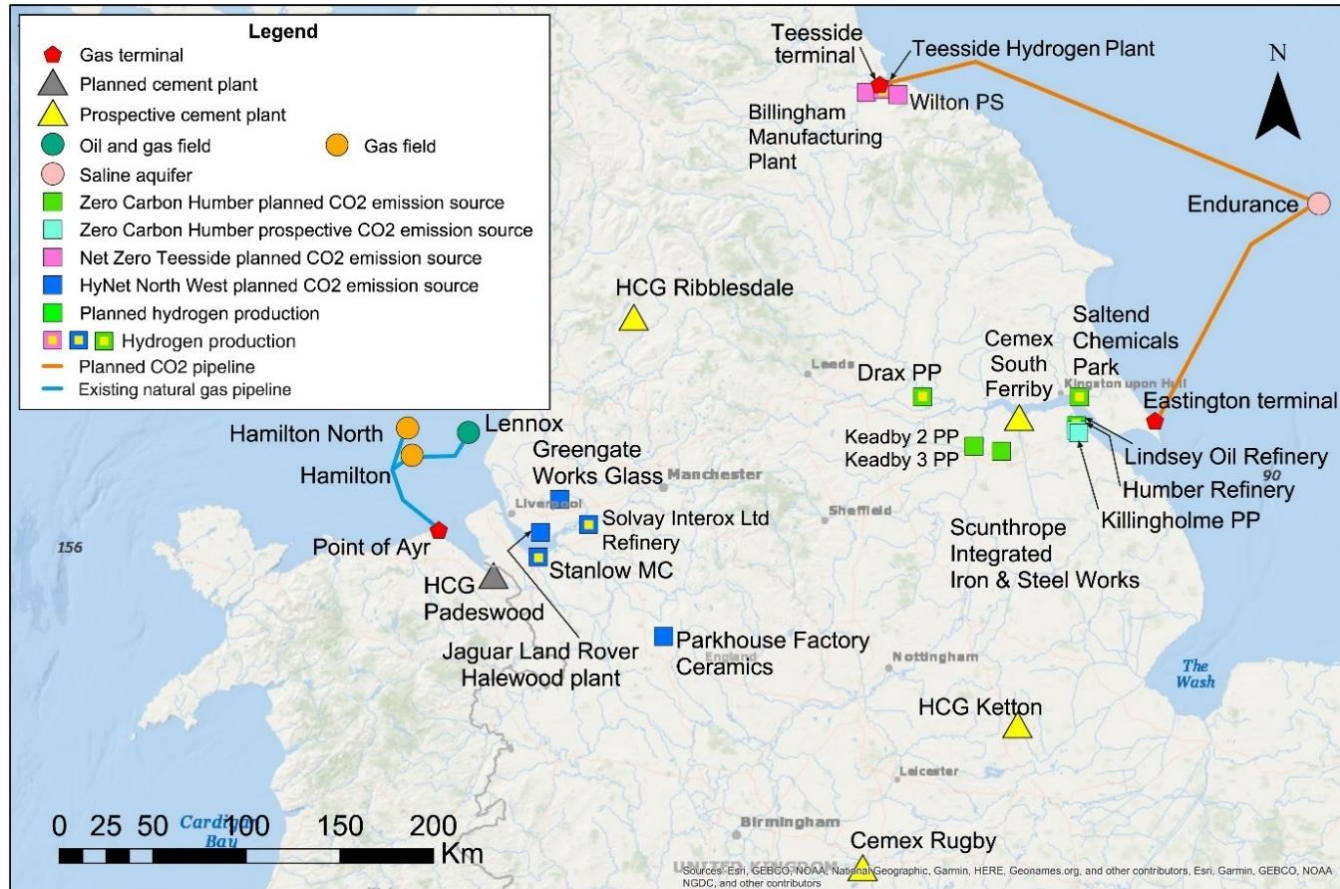 Legend
Gas terminal
Planned cement plant
Prospective cement plant
Oil and gas field
Gas field
Saline aquifer
Zero Carbon Humber planned CO2 emission source
Zero Carbon Humber prospective CO2 emission source
Net Zero Teesside planned CO2 emission source
HyNet North West planned CO2 emission source
Planned hydrogen production
Hydrogen production
Planned CO2 pipeline
Existing natural gas pipeline
Teesside
terminal
Teesside Hydrogen Plant
N
Wilton PS
Billingham
Manufacturing
Plant
Endurance
HCG Ribblesdale
Leeds
Drax PP
Cemex
South
Ferriby
Saltend
Chemicals
Park
Kingston upon Hull
Eastington terminal
Keadby 2 PP
Keadby 3 PP
Lindsey Oil Refinery
90
Humber Refinery
Killingholme PP
Scunthrope
Integrated
Iron & Steel Works
Hamilton North
Lennox
Hamilton
Greengate
Works Glass
Manchester
Liverpool
Sheffield
Solvay Interox Ltd
Refinery
Point of Ayr
Stanlow MC
156
HCG
Padeswood
Jaguar Land Rover
Halewood plant
Parkhouse Factory
Ceramics
England
Nottingham
The
Wash
HCG Ketton
Leicester
Birmingham
Cemex Rugby
UNITED KINGDOM
Cardigan
Bay
0 25 50 100 150 200
Km
Sources: Esri, GEBCO, NOAA, National Geographic, Garmin, HERE, Geonames.org, and other contributors, Esri, Garmin, GEBCO, NOAA
NGDC, and other contributors